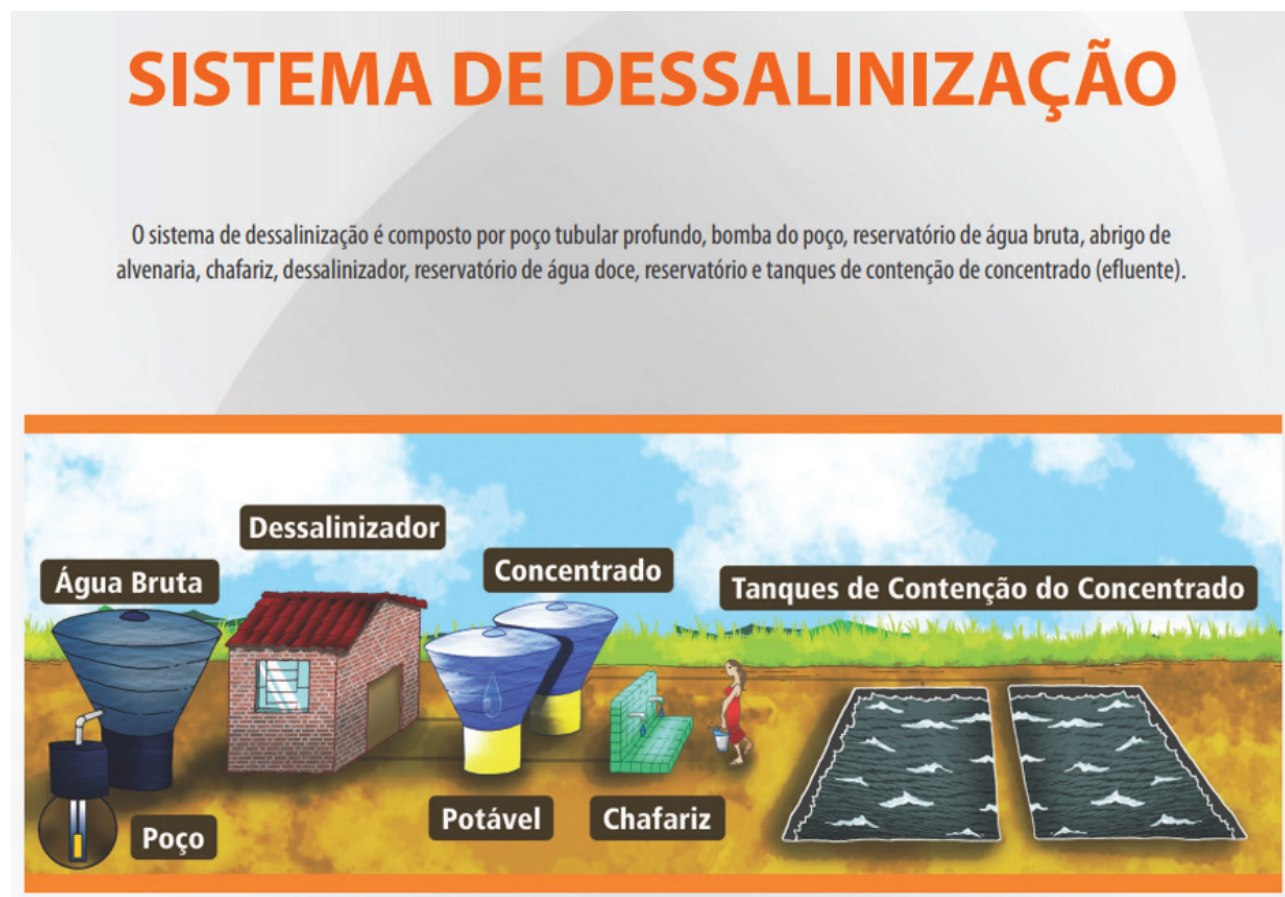 SISTEMA DE DESSALINIZAÇÃO
O sistema de dessalinização é composto por poço tubular profundo, bomba do poço, reservatório de água bruta, abrigo de
alvenaria, chafariz, dessalinizador, reservatório de água doce, reservatório e tanques de contenção de concentrado (efluente).
Dessalinizador
Água Bruta
Concentrado
Tanques de Contenção do Concentrado
Potável
Chafariz
Poço